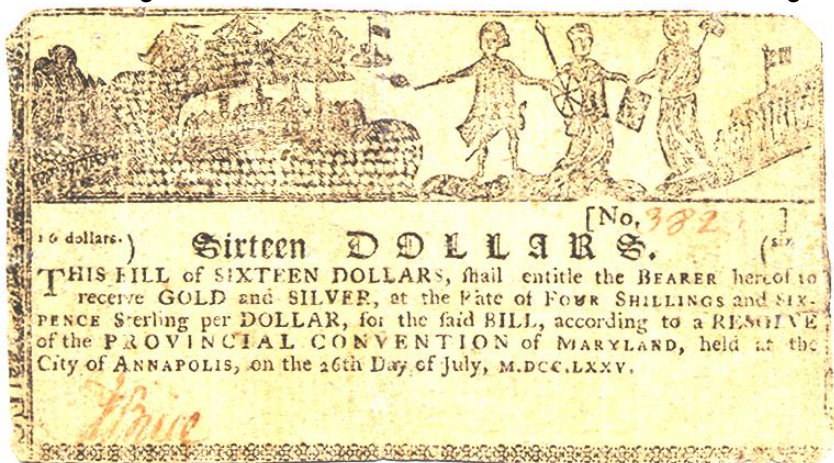 [No. 382 ]
16 dollars.) Sixteen DOLLARS. (six
THIS BILL of SIXTEEN DOLLARS, shall entitle the BEARER hereof to
receive GOLD and SILVER, at the Rate of FOUR SHILLINGS and SIX-
PENCE Sterling per DOLLAR, for the said BILL, according to a RESOLVE
of the PROVINCIAL CONVENTION of MARYLAND, held at the
City of ANNAPOLIS, on the 26th Day of July, M.DCC.LXXV.